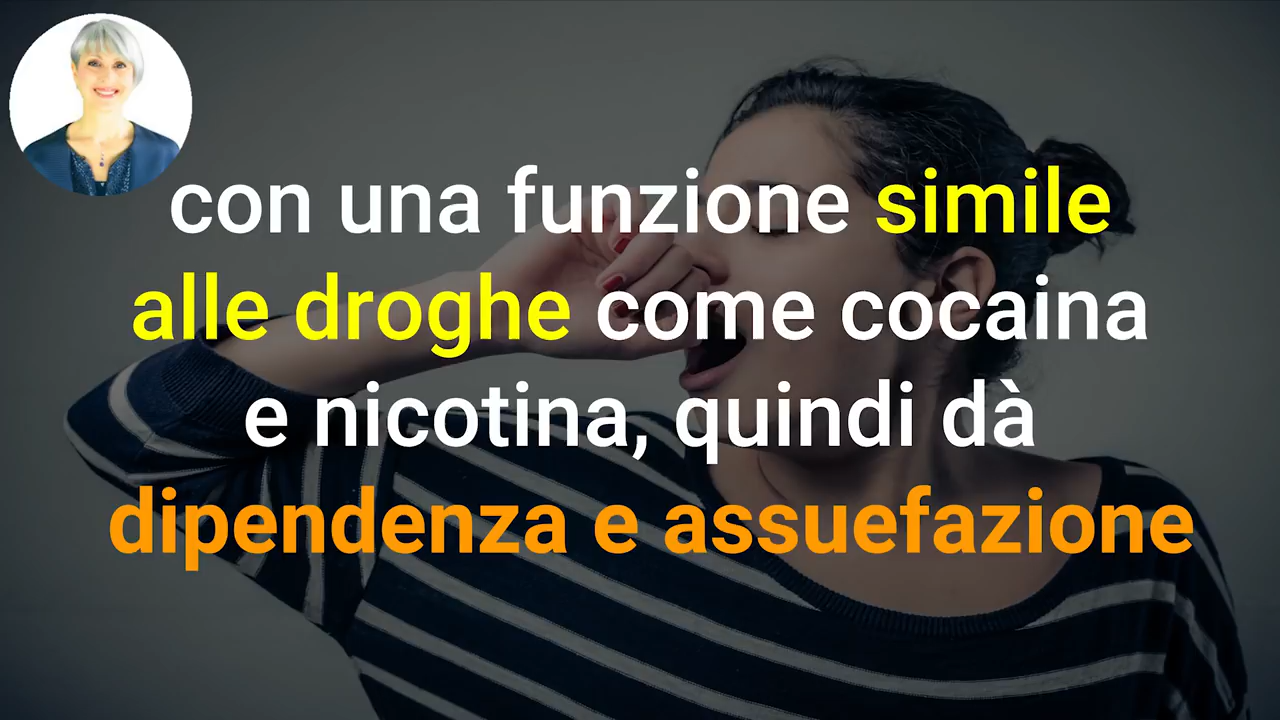 con una funzione simile
alle droghe come cocaina
e nicotina, quindi dà
dipendenza e assuefazione